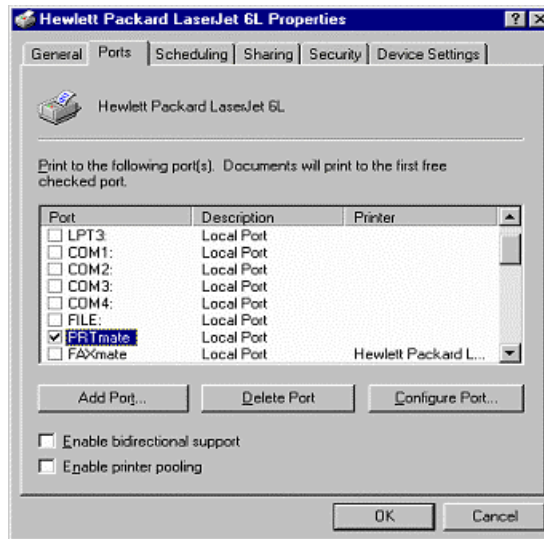 Hewlett Packard LaserJet 6L Properties
General Ports Scheduling Sharing Security Device Settings
Hewlett Packard LaserJet 6L
Print to the following port(s). Documents will print to the first free
checked port.
Port Description Printer
LPT3: Local Port
COM1: Local Port
COM2: Local Port
COM3: Local Port
COM4: Local Port
FILE: Local Port
PRTmate Local Port
FAXmate Local Port Hewlett Packard L...
Add Port... Delete Port Configure Port...
Enable bidirectional support
Enable printer pooling
OK Cancel